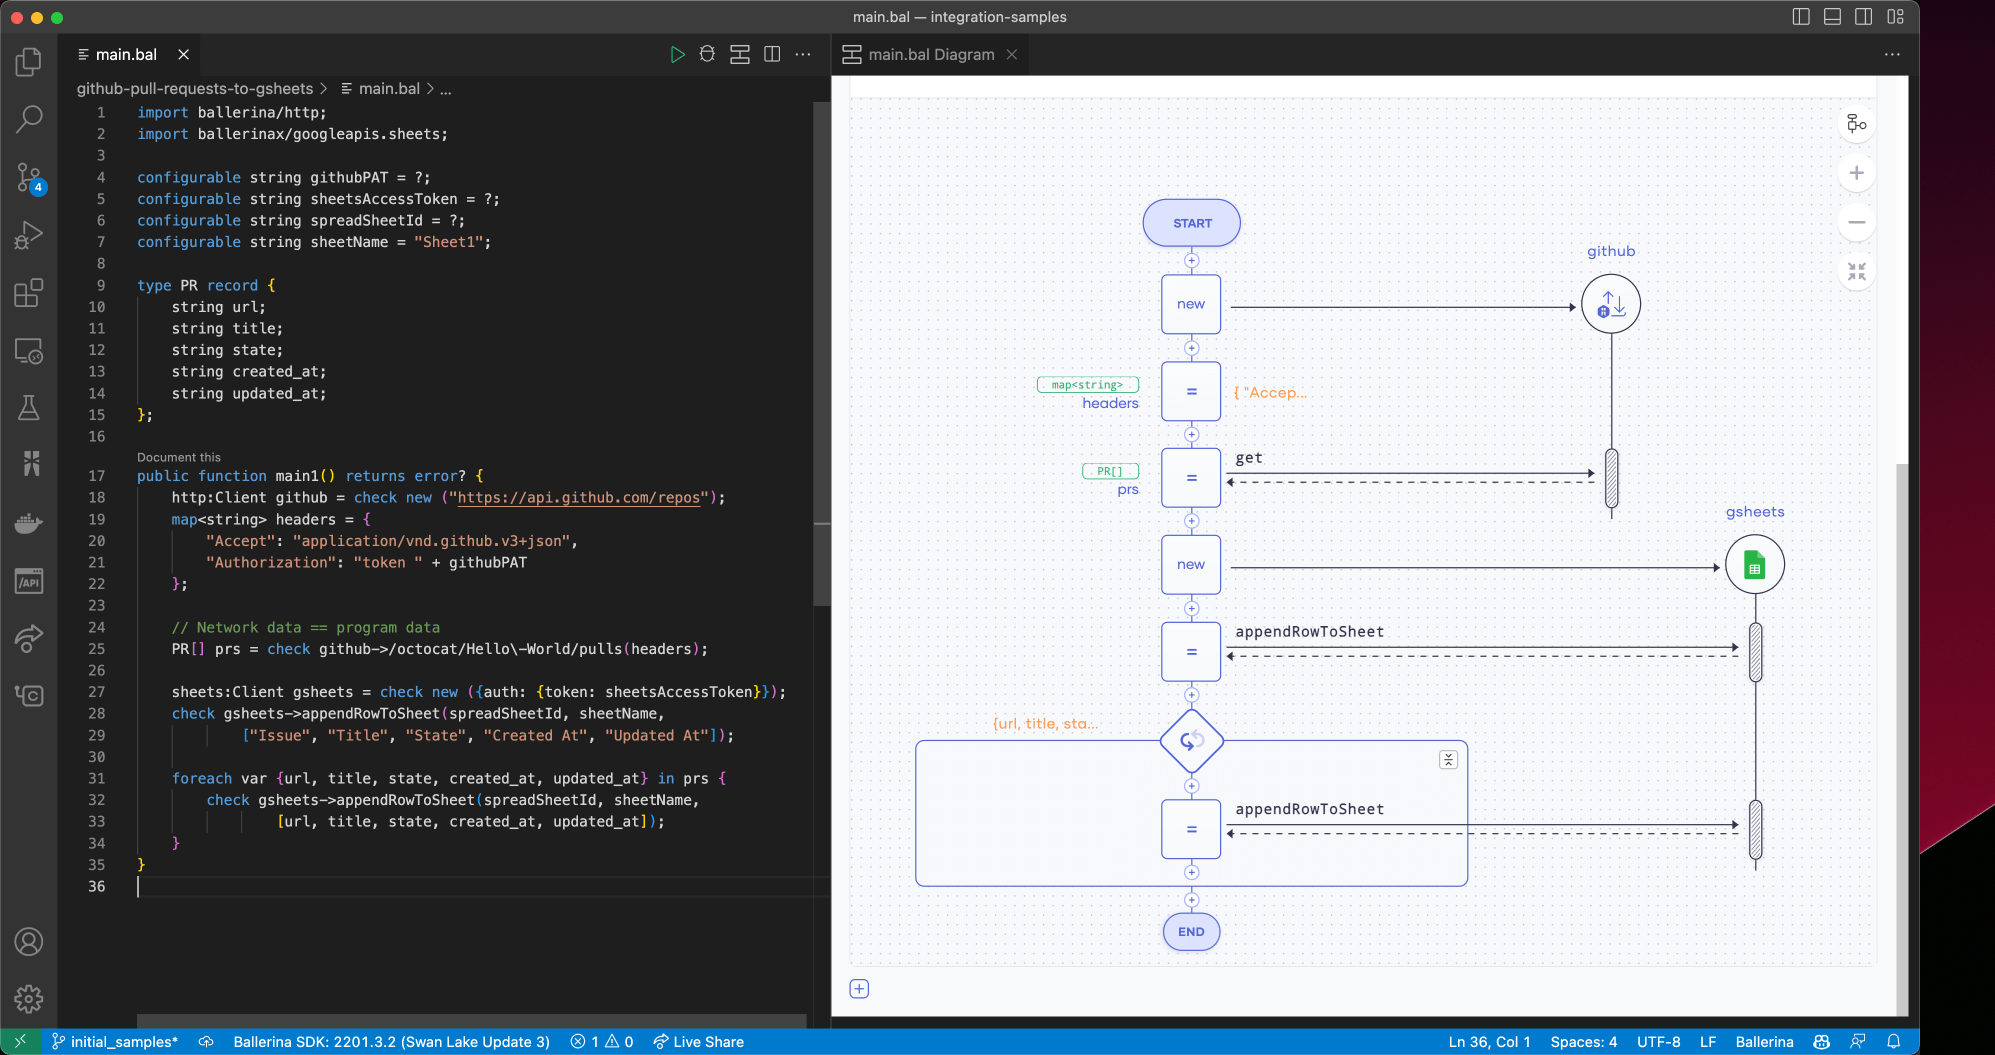 main.bal — integration-samples
main.bal
github-pull-requests-to-gsheets > main.bal > ...
1 import ballerina/http;
2 import ballerinax/googleapis.sheets;
3
4 configurable string githubPAT = ?;
5 configurable string sheetsAccessToken = ?;
6 configurable string spreadSheetId = ?;
7 configurable string sheetName = "Sheet1";
8
9 type PR record {
10 string url;
11 string title;
12 string state;
13 string created_at;
14 string updated_at;
15 };
16
Document this
17 public function main1() returns error? {
18 http:Client github = check new ("https://api.github.com/repos");
19 map<string> headers = {
20 "Accept": "application/vnd.github.v3+json",
21 "Authorization": "token " + githubPAT
22 };
23
24 // Network data == program data
25 PR[] prs = check github->/octocat/Hello\-World/pulls(headers);
26
27 sheets:Client gsheets = check new ({auth: {token: sheetsAccessToken}});
28 check gsheets->appendRowToSheet(spreadSheetId, sheetName,
29 ["Issue", "Title", "State", "Created At", "Updated At"]);
30
31 foreach var {url, title, state, created_at, updated_at} in prs {
32 check gsheets->appendRowToSheet(spreadSheetId, sheetName,
33 [url, title, state, created_at, updated_at]);
34 }
35 }
36
4
/API
main.bal Diagram
START
github
new
map<string>
headers
=
{ "Accep...
PR[]
prs
=
get
gsheets
new
=
appendRowToSheet
{url, title, sta...
=
appendRowToSheet
END
initial_samples*
Ballerina SDK: 2201.3.2 (Swan Lake Update 3)
1
0
Live Share
Ln 36, Col 1
Spaces: 4
UTF-8
LF
Ballerina